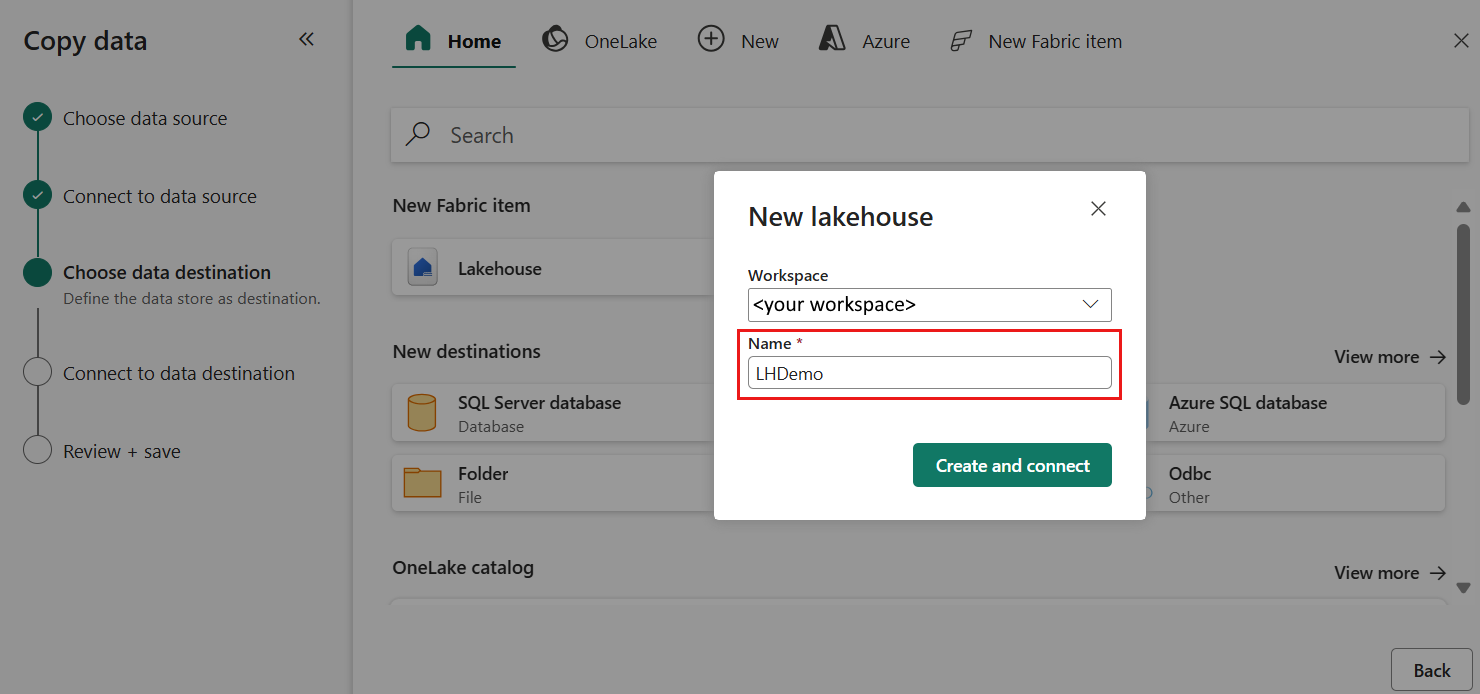 Copy data
Choose data source
Connect to data source
Choose data destination
Define the data store as destination.
Connect to data destination
Review + save
Home
OneLake
New
Azure
New Fabric item
Search
New Fabric item
Lakehouse
New destinations
View more
SQL Server database
Database
Azure SQL database
Azure
Folder
File
Odbc
Other
OneLake catalog
View more
New lakehouse
Workspace
<your workspace>
Name *
LHDemo
Create and connect
Back